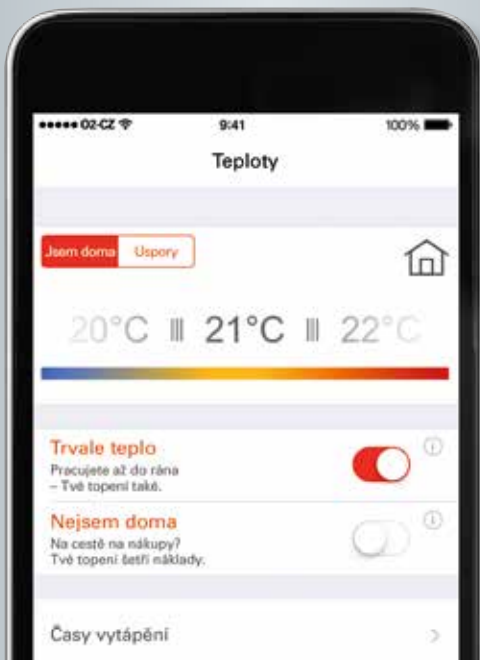 O2-CZ 9:41 100%
Teploty
Jsem doma Uspory
20°C 21°C 22°C
Trvale teplo
Pracujete až do rána
– Tvé topení také.
Nejsem doma
Na cestě na nákupy?
Tvé topení šetří náklady.
Časy vytápění